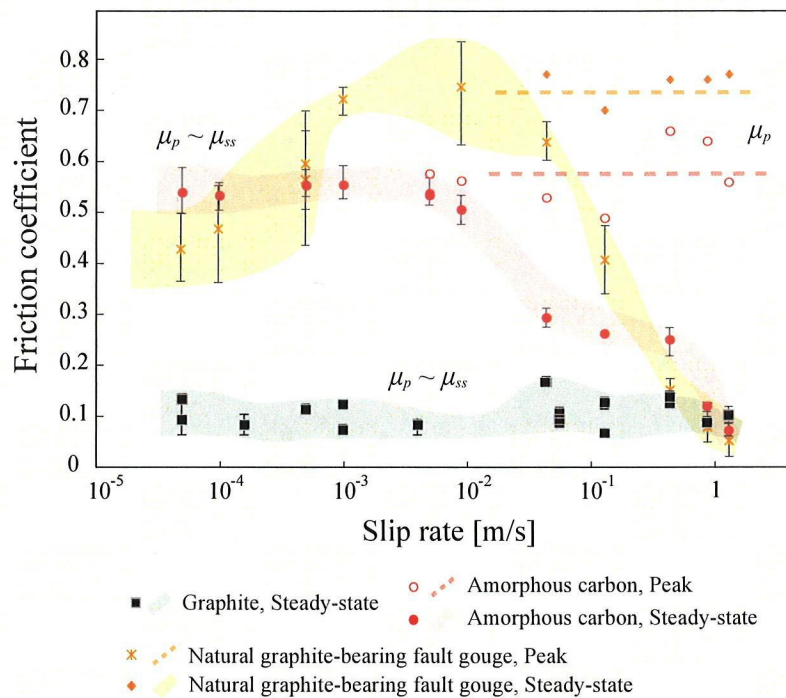 0.8
0.7
0.6
0.5
0.4
0.3
0.2
0.1
0
Friction coefficient
μp ~ μss
μp
μp ~ μss
10⁻⁵ 10⁻⁴ 10⁻³ 10⁻² 10⁻¹ 1
Slip rate [m/s]
Graphite, Steady-state
Amorphous carbon, Peak
Amorphous carbon, Steady-state
Natural graphite-bearing fault gouge, Peak
Natural graphite-bearing fault gouge, Steady-state